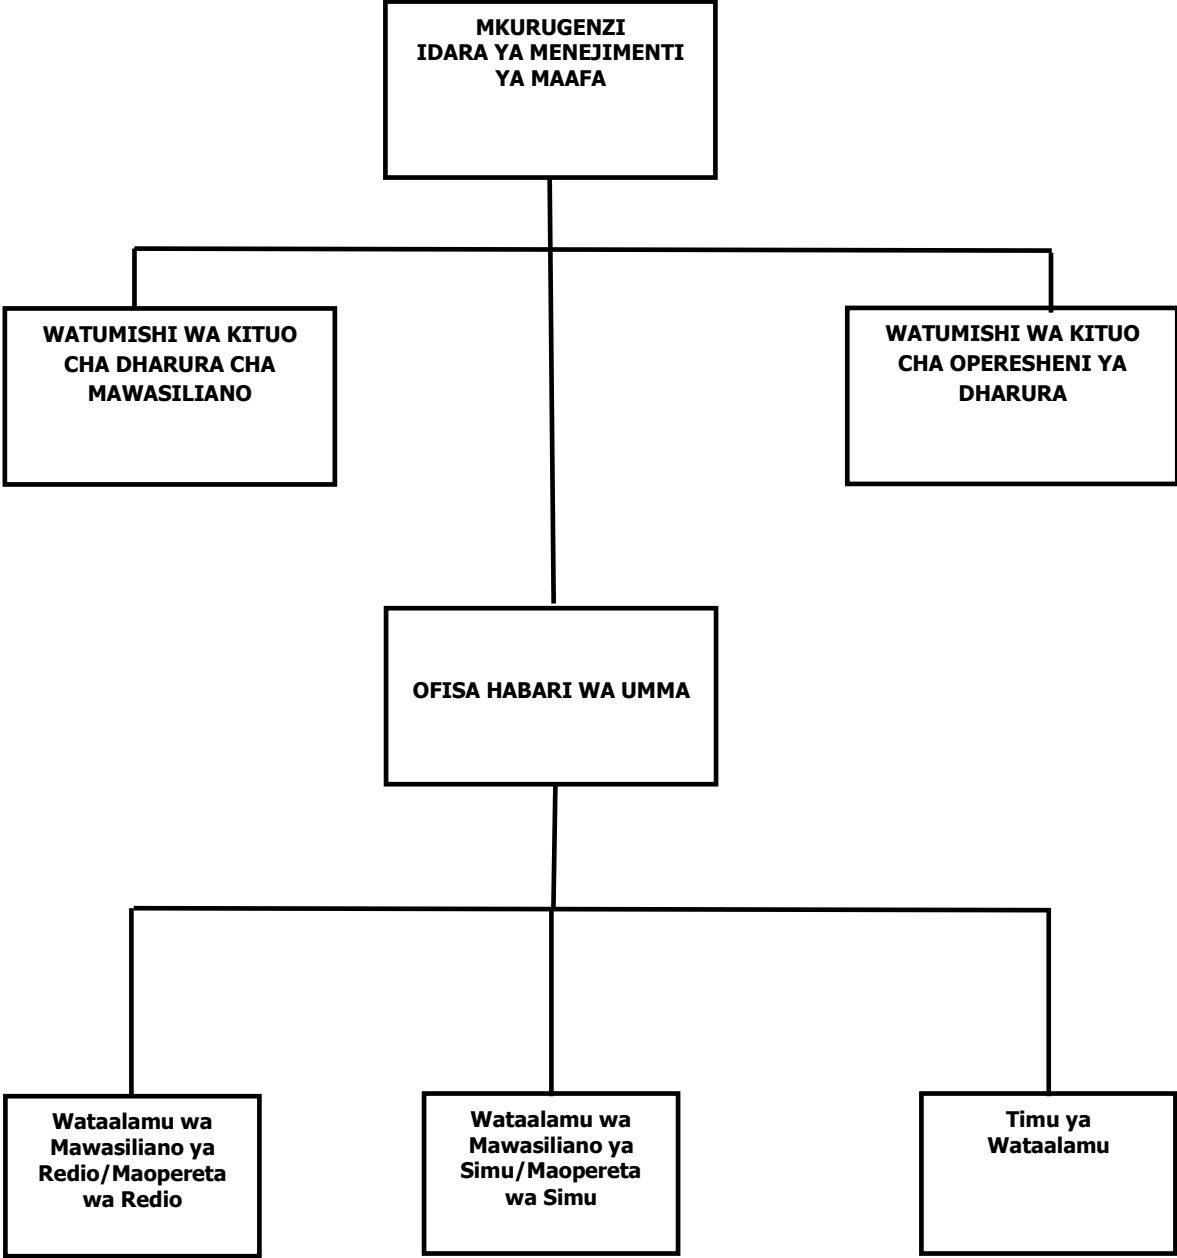 MKURUGENZI
IDARA YA MENEJIMENTI
YA MAAFA
WATUMISHI WA KITUO
CHA DHARURA CHA
MAWASILIANO
WATUMISHI WA KITUO
CHA OPERESHENI YA
DHARURA
OFISA HABARI WA UMMA
Wataalamu wa
Mawasiliano ya
Redio/Maopereta
wa Redio
Wataalamu wa
Mawasiliano ya
Simu/Maopereta
wa Simu
Timu ya
Wataalamu